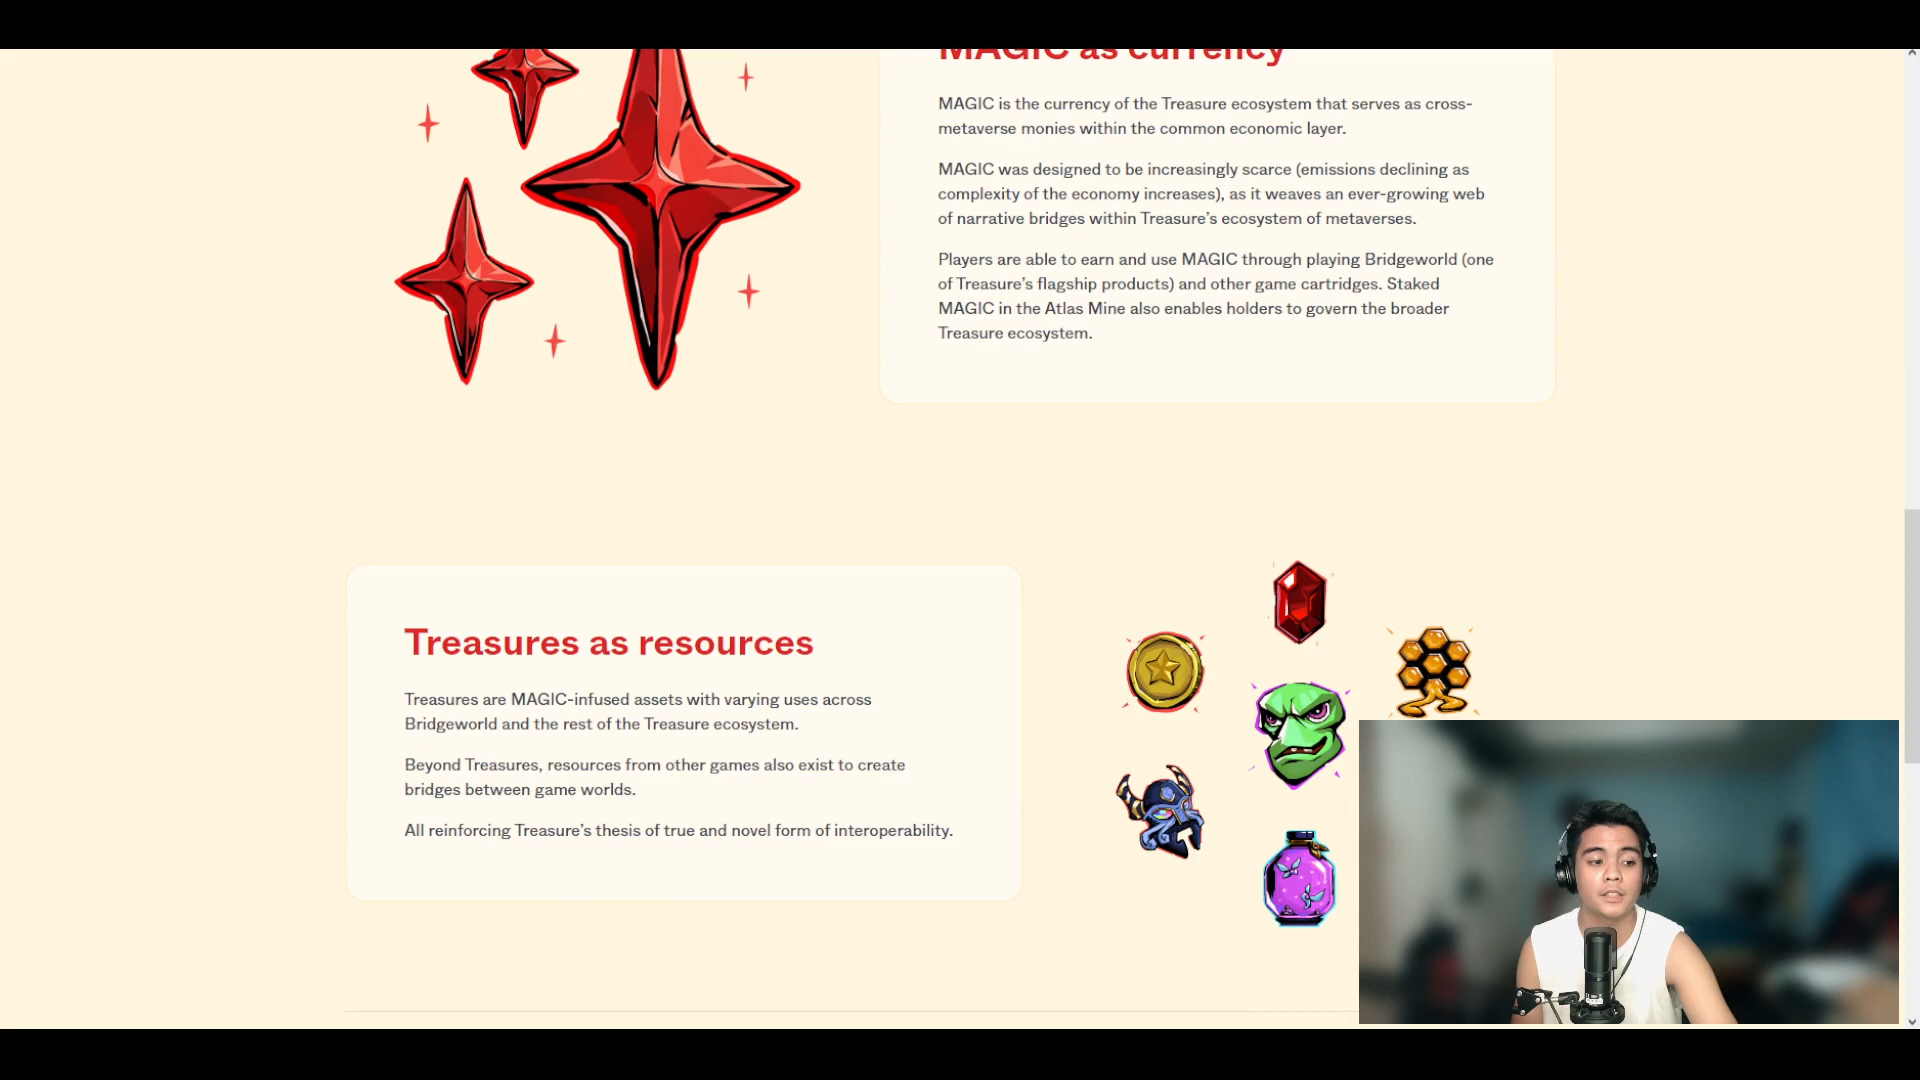 MAGIC as currency
MAGIC is the currency of the Treasure ecosystem that serves as cross-
metaverse monies within the common economic layer.
MAGIC was designed to be increasingly scarce (emissions declining as
complexity of the economy increases), as it weaves an ever-growing web
of narrative bridges within Treasure’s ecosystem of metaverses.
Players are able to earn and use MAGIC through playing Bridgeworld (one
of Treasure’s flagship products) and other game cartridges. Staked
MAGIC in the Atlas Mine also enables holders to govern the broader
Treasure ecosystem.
Treasures as resources
Treasures are MAGIC-infused assets with varying uses across
Bridgeworld and the rest of the Treasure ecosystem.
Beyond Treasures, resources from other games also exist to create
bridges between game worlds.
All reinforcing Treasure’s thesis of true and novel form of interoperability.